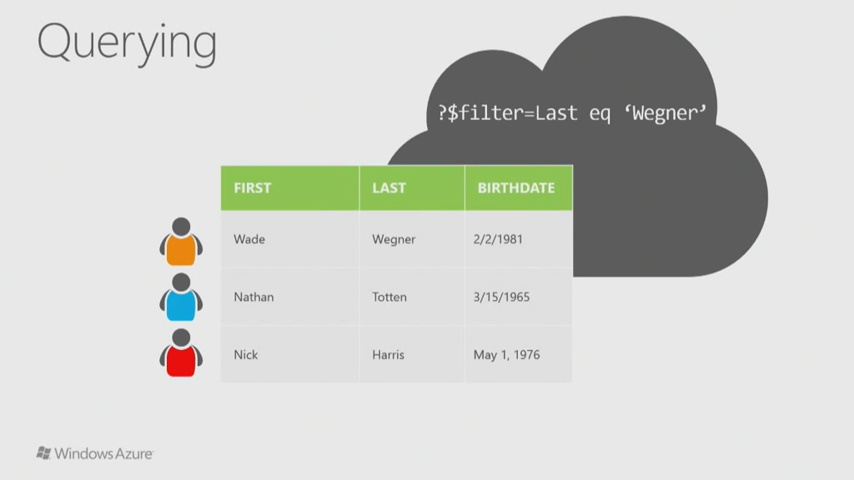 Querying
?$filter=Last eq ‘Wegner’
FIRST LAST BIRTHDATE
Wade Wegner 2/2/1981
Nathan Totten 3/15/1965
Nick Harris May 1, 1976
Windows Azure